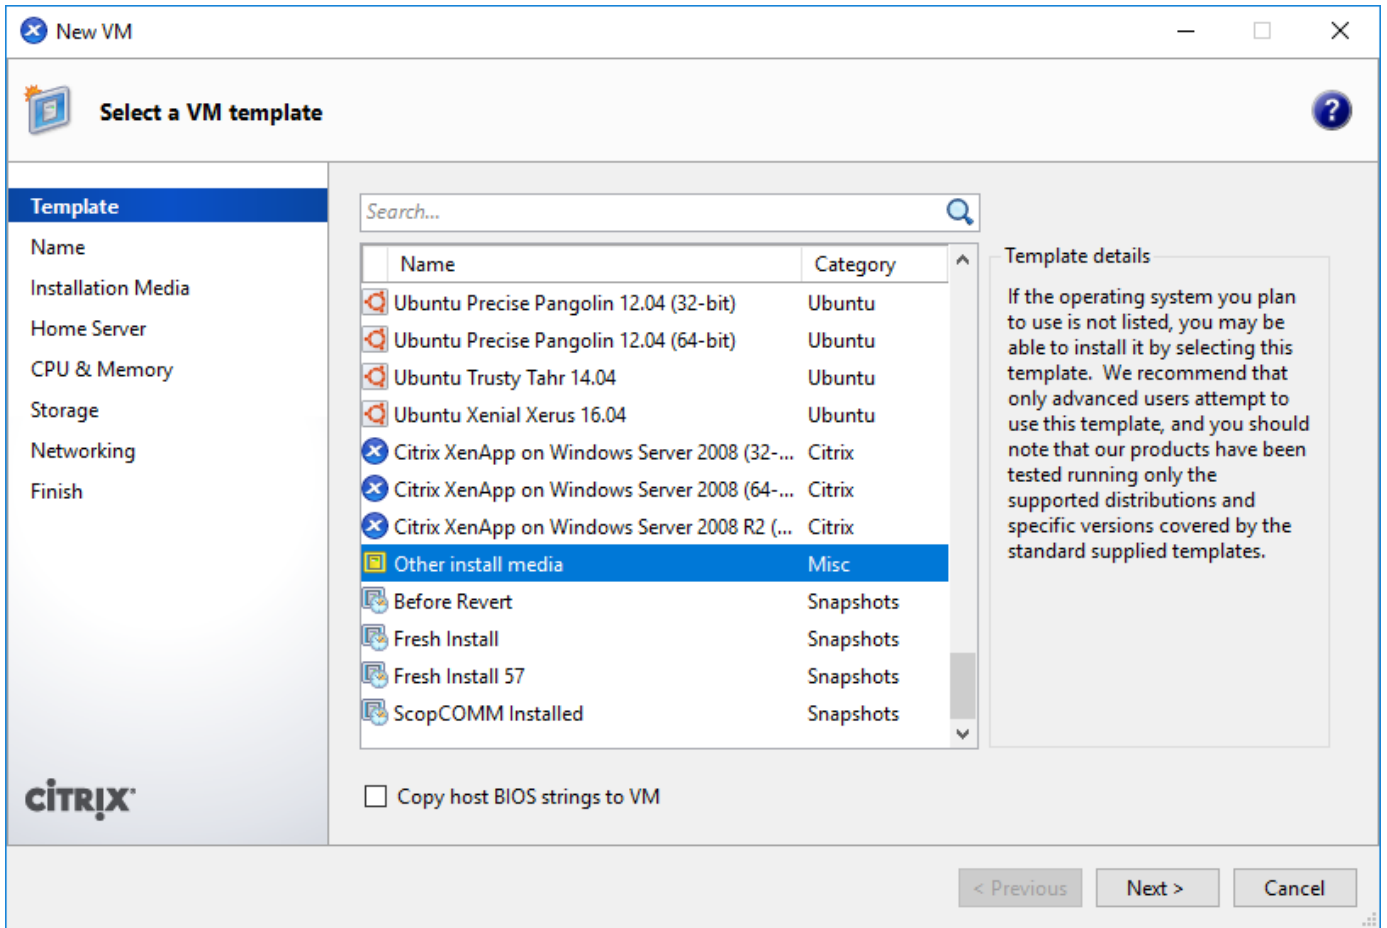 New VM
Select a VM template
?
Template
Name
Installation Media
Home Server
CPU & Memory
Storage
Networking
Finish
CİTRIX
Search...
Name Category
Ubuntu Precise Pangolin 12.04 (32-bit) Ubuntu
Ubuntu Precise Pangolin 12.04 (64-bit) Ubuntu
Ubuntu Trusty Tahr 14.04 Ubuntu
Ubuntu Xenial Xerus 16.04 Ubuntu
Citrix XenApp on Windows Server 2008 (32-... Citrix
Citrix XenApp on Windows Server 2008 (64-... Citrix
Citrix XenApp on Windows Server 2008 R2 (... Citrix
Other install media Misc
Before Revert Snapshots
Fresh Install Snapshots
Fresh Install 57 Snapshots
ScopCOMM Installed Snapshots
Copy host BIOS strings to VM
Template details
If the operating system you plan
to use is not listed, you may be
able to install it by selecting this
template. We recommend that
only advanced users attempt to
use this template, and you should
note that our products have been
tested running only the
supported distributions and
specific versions covered by the
standard supplied templates.
< Previous Next > Cancel